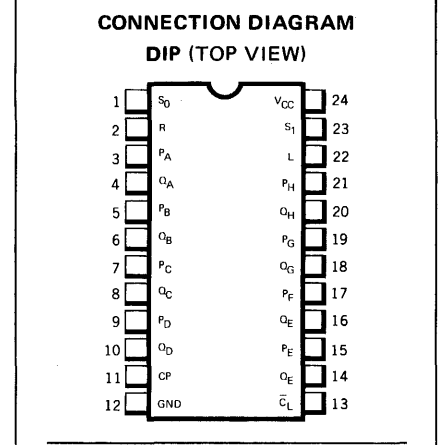 CONNECTION DIAGRAM
DIP (TOP VIEW)
1 S0 VCC 24
2 R S1 23
3 PA L 22
4 QA PH 21
5 PB QH 20
6 QB PG 19
7 PC QG 18
8 QC PF 17
9 PD QE 16
10 QD PE 15
11 CP QE 14
12 GND C̅L 13